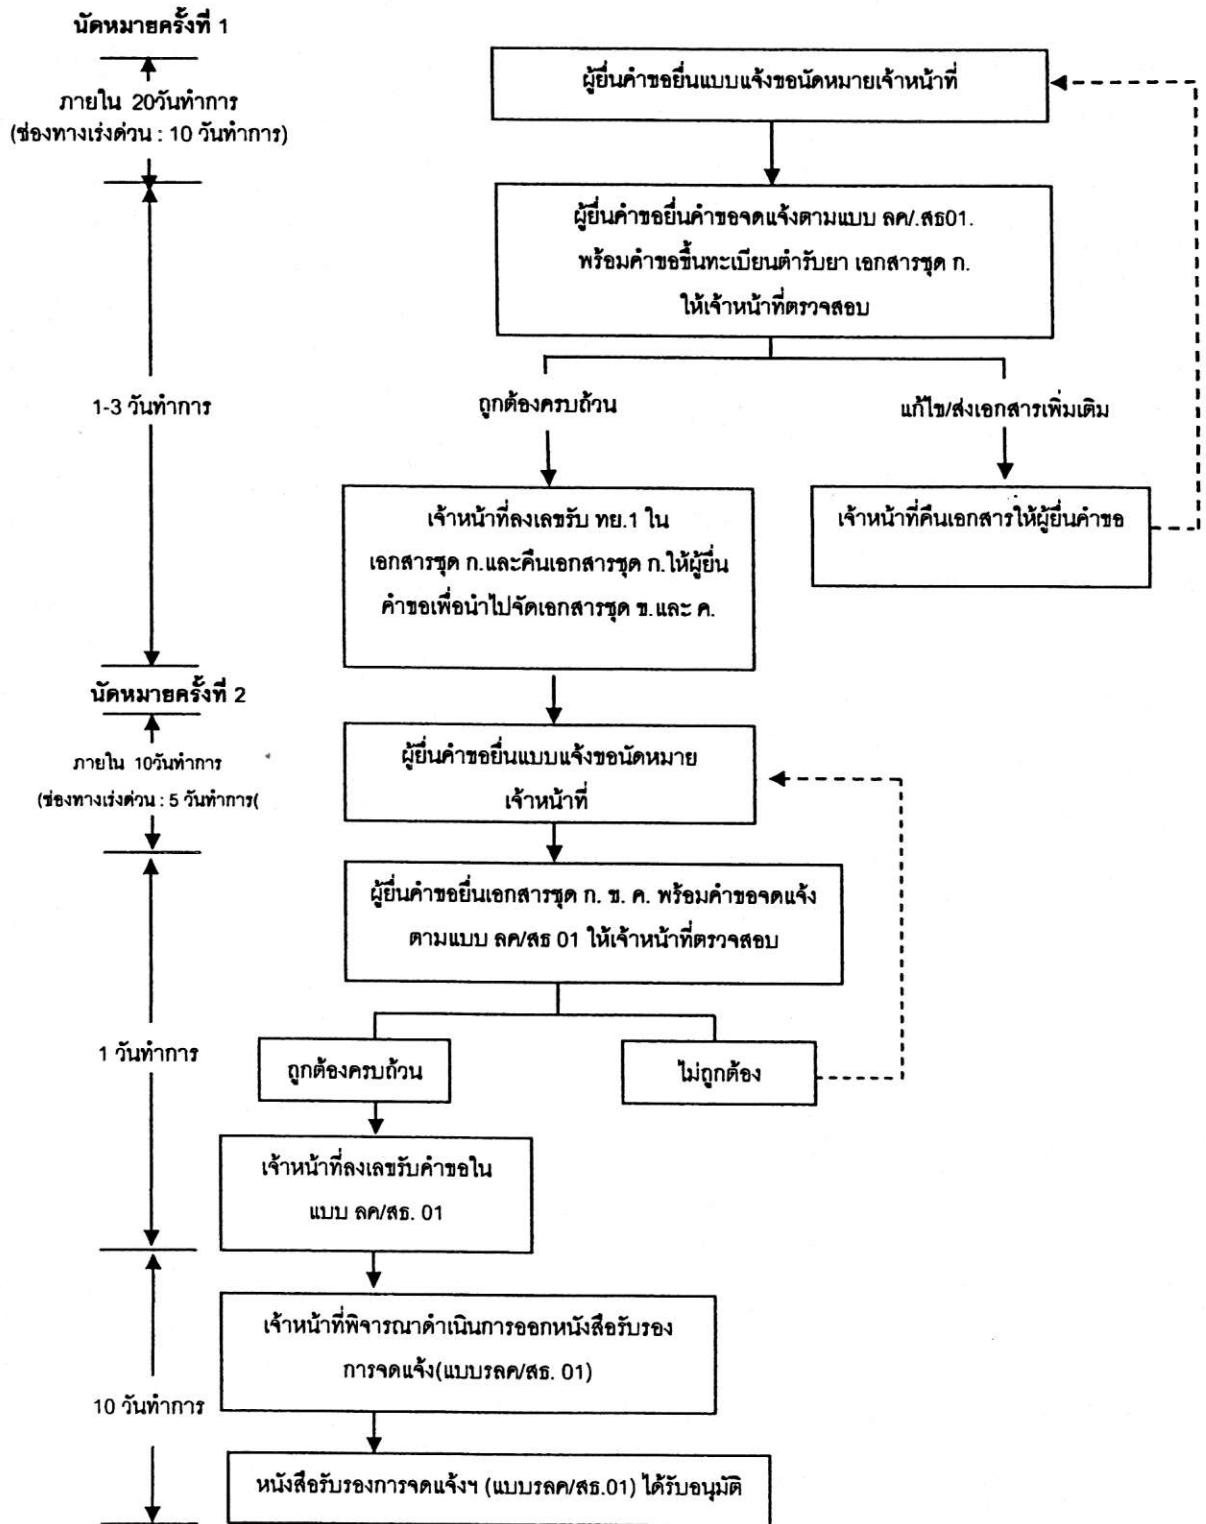 นัดหมายครั้งที่ 1
ภายใน 20วันทำการ
(ช่องทางเร่งด่วน : 10 วันทำการ)
ผู้ยื่นคำขอยื่นแบบแจ้งขอนัดหมายเจ้าหน้าที่
ผู้ยื่นคำขอยื่นคำขอจดแจ้งตามแบบ ลค/.สธ01.
พร้อมคำขอขึ้นทะเบียนตำรับยา เอกสารชุด ก.
ให้เจ้าหน้าที่ตรวจสอบ
1-3 วันทำการ
ถูกต้องครบถ้วน
แก้ไข/ส่งเอกสารเพิ่มเติม
เจ้าหน้าที่ลงเลขรับ ทย.1 ใน
เอกสารชุด ก.และคืนเอกสารชุด ก.ให้ผู้ยื่น
คำขอเพื่อนำไปจัดเอกสารชุด ข.และ ค.
เจ้าหน้าที่คืนเอกสารให้ผู้ยื่นคำขอ
นัดหมายครั้งที่ 2
ภายใน 10วันทำการ
(ช่องทางเร่งด่วน : 5 วันทำการ(
ผู้ยื่นคำขอยื่นแบบแจ้งขอนัดหมาย
เจ้าหน้าที่
ผู้ยื่นคำขอยื่นเอกสารชุด ก. ข. ค. พร้อมคำขอจดแจ้ง
ตามแบบ ลค/สธ 01 ให้เจ้าหน้าที่ตรวจสอบ
1 วันทำการ
ถูกต้องครบถ้วน
ไม่ถูกต้อง
เจ้าหน้าที่ลงเลขรับคำขอใน
แบบ ลค/สธ. 01
เจ้าหน้าที่พิจารณาดำเนินการออกหนังสือรับรอง
การจดแจ้ง(แบบรลค/สธ. 01)
10 วันทำการ
หนังสือรับรองการจดแจ้งฯ (แบบรลค/สธ.01) ได้รับอนุมัติ